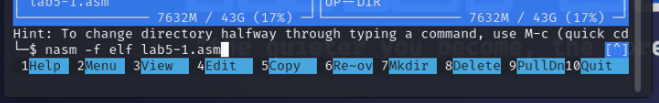 lab5-1.asm UP--DIR
7632M / 43G (17%) 7632M / 43G (17%)
Hint: To change directory halfway through typing a command, use M-c (quick cd
└─$ nasm -f elf lab5-1.asm [^]
1Help 2Menu 3View 4Edit 5Copy 6Re~ov 7Mkdir 8Delete 9PullDn 10Quit